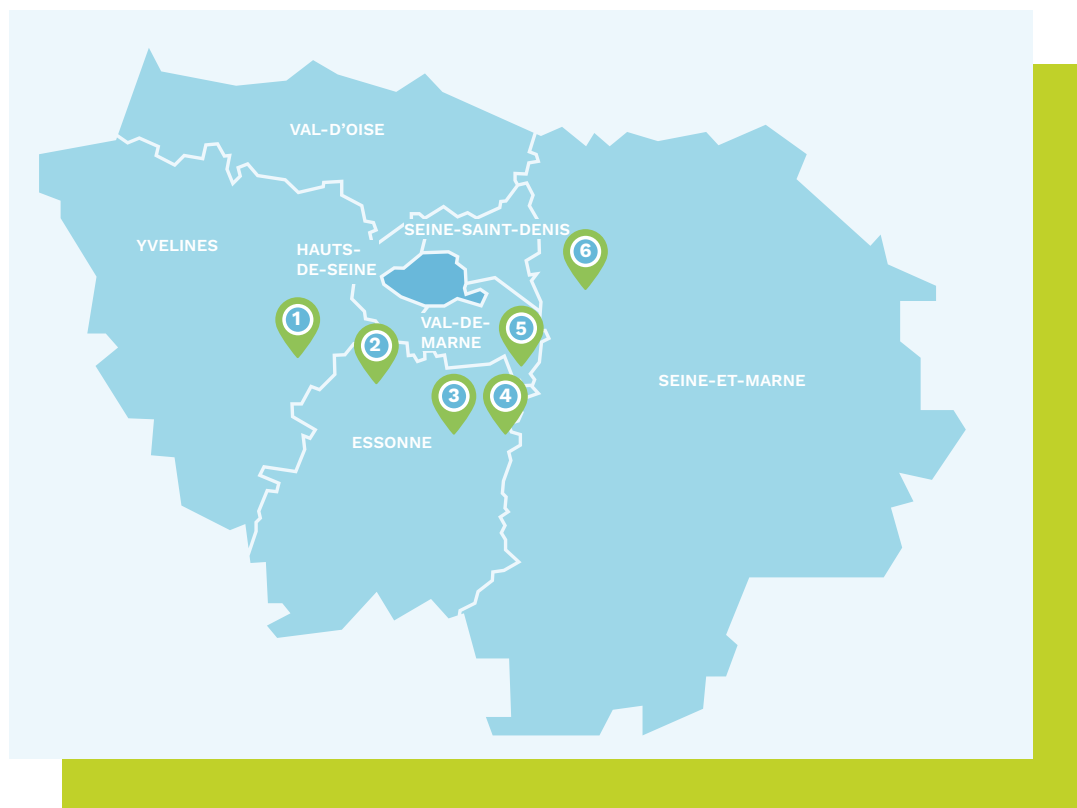 VAL-D'OISE
SEINE-SAINT-DENIS
YVELINES
HAUTS-
DE-SEINE
6
1
VAL-DE-
MARNE
5
2
SEINE-ET-MARNE
3
4
ESSONNE